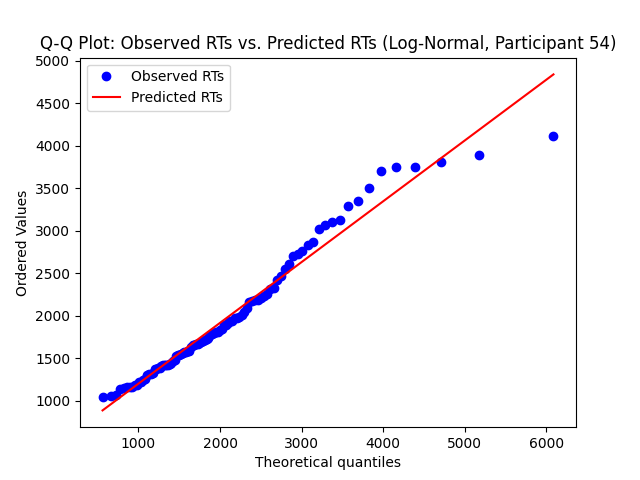 Q-Q Plot: Observed RTs vs. Predicted RTs (Log-Normal, Participant 54)
Observed RTs
Predicted RTs
Ordered Values
5000
4500
4000
3500
3000
2500
2000
1500
1000
1000 2000 3000 4000 5000 6000
Theoretical quantiles